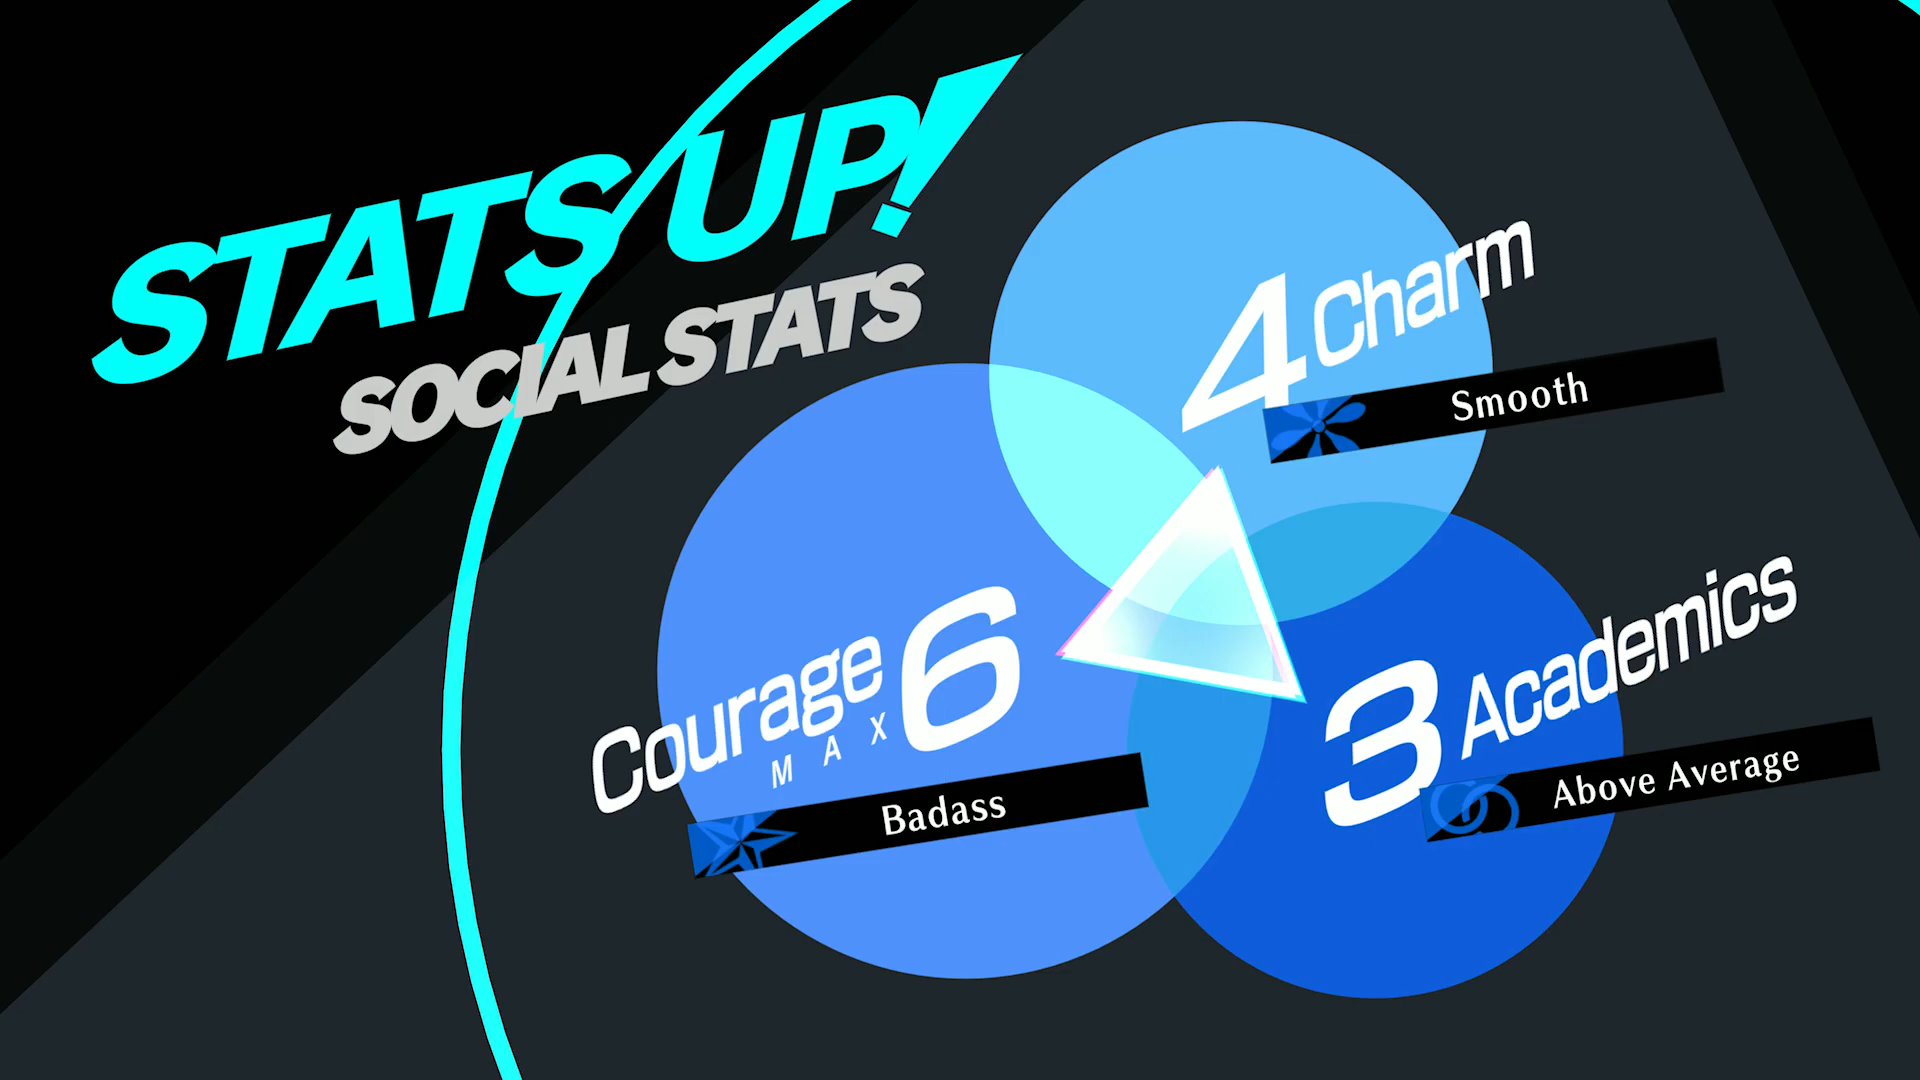 STATS UP!
SOCIAL STATS
4 Charm
Smooth
Courage 6
MAX
Badass
3 Academics
Above Average